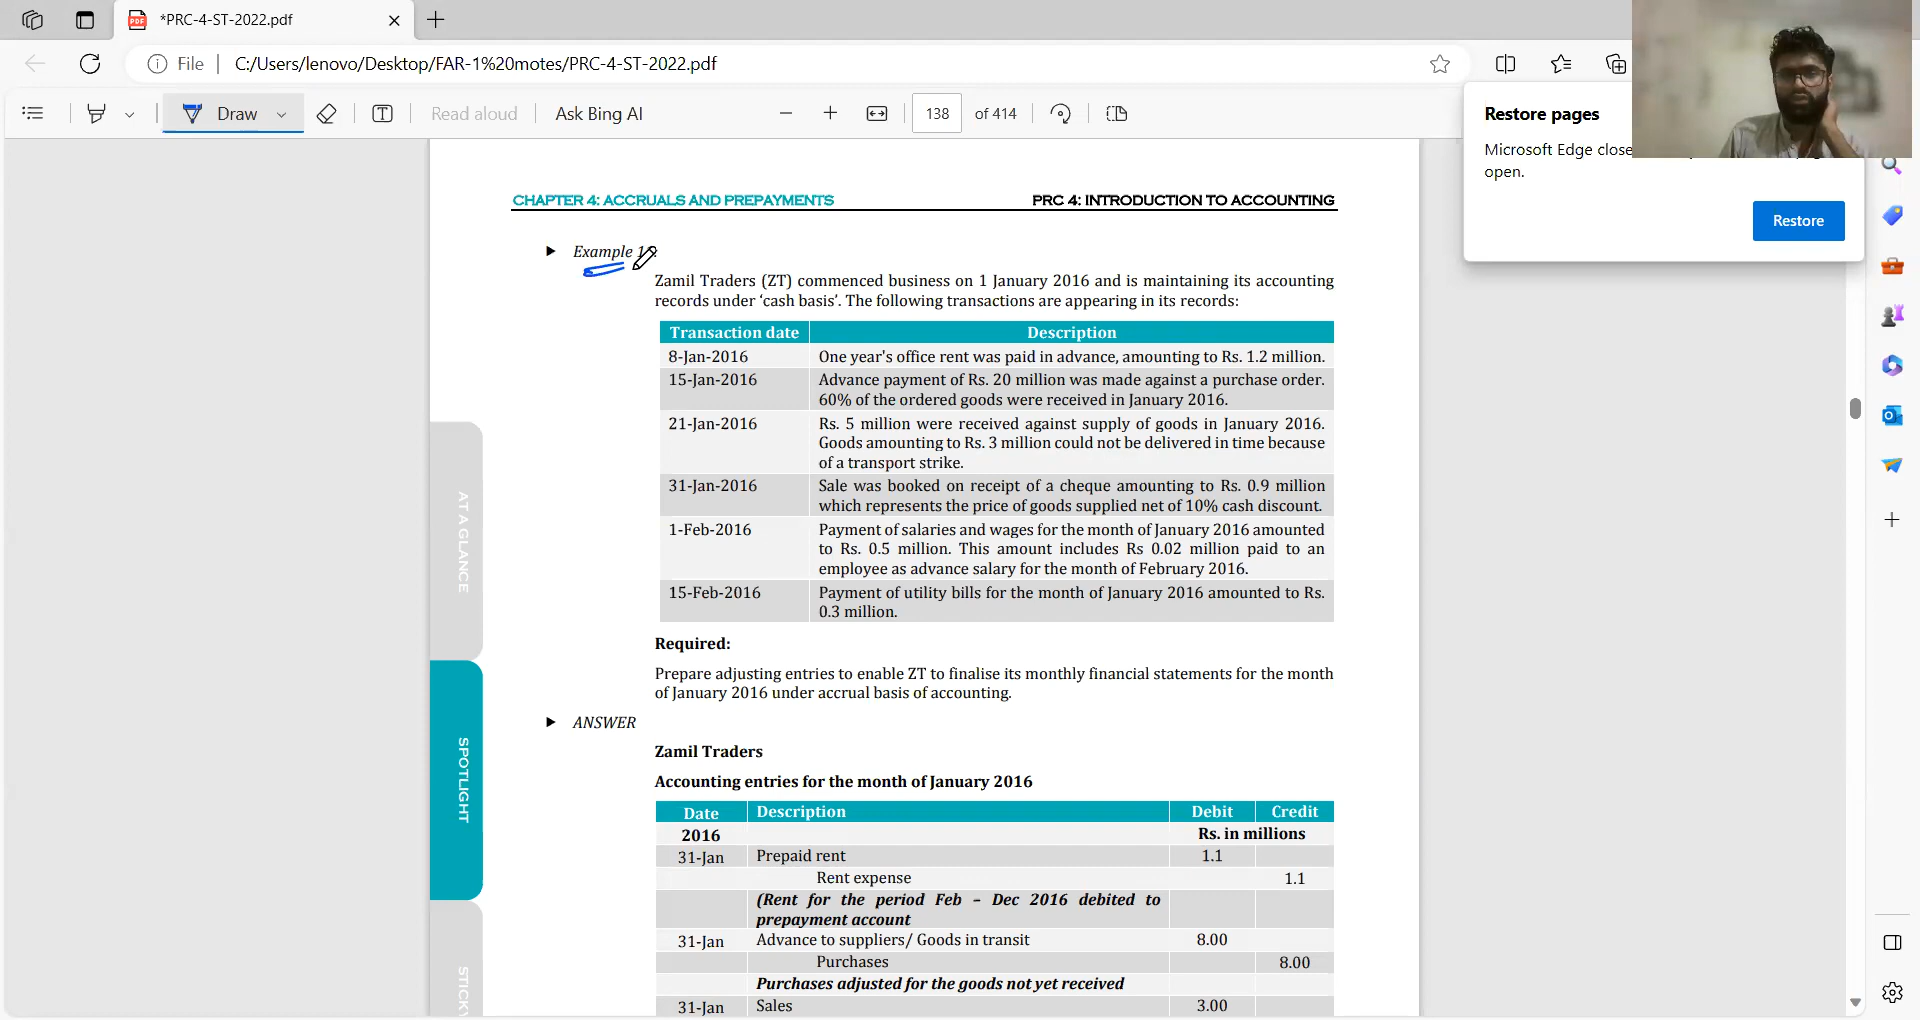 *PRC-4-ST-2022.pdf
File
C:/Users/lenovo/Desktop/FAR-1%20motes/PRC-4-ST-2022.pdf
Draw
Read aloud
Ask Bing AI
138
of 414
Restore pages
Microsoft Edge close
open.
Restore
CHAPTER 4: ACCRUALS AND PREPAYMENTS
PRC 4: INTRODUCTION TO ACCOUNTING
Example
Zamil Traders (ZT) commenced business on 1 January 2016 and is maintaining its accounting
records under ‘cash basis’. The following transactions are appearing in its records:
Transaction date Description
8-Jan-2016 One year's office rent was paid in advance, amounting to Rs. 1.2 million.
15-Jan-2016 Advance payment of Rs. 20 million was made against a purchase order.
60% of the ordered goods were received in January 2016.
21-Jan-2016 Rs. 5 million were received against supply of goods in January 2016.
Goods amounting to Rs. 3 million could not be delivered in time because
of a transport strike.
31-Jan-2016 Sale was booked on receipt of a cheque amounting to Rs. 0.9 million
which represents the price of goods supplied net of 10% cash discount.
1-Feb-2016 Payment of salaries and wages for the month of January 2016 amounted
to Rs. 0.5 million. This amount includes Rs 0.02 million paid to an
employee as advance salary for the month of February 2016.
15-Feb-2016 Payment of utility bills for the month of January 2016 amounted to Rs.
0.3 million.
Required:
Prepare adjusting entries to enable ZT to finalise its monthly financial statements for the month
of January 2016 under accrual basis of accounting.
ANSWER
Zamil Traders
Accounting entries for the month of January 2016
Date Description Debit Credit
2016 Rs. in millions
31-Jan Prepaid rent 1.1
Rent expense 1.1
(Rent for the period Feb – Dec 2016 debited to
prepayment account
31-Jan Advance to suppliers/ Goods in transit 8.00
Purchases 8.00
Purchases adjusted for the goods not yet received
31-Jan Sales 3.00
AT A GLANCE
SPOTLIGHT